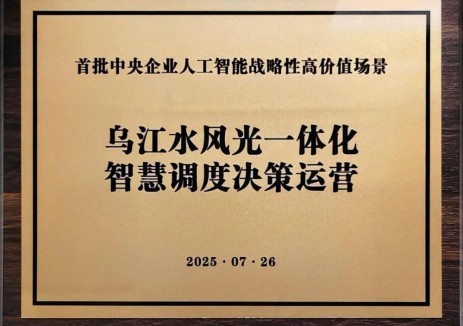 首批中央企业人工智能战略性高价值场景
乌江水风光一体化
智慧调度决策运营
2025·07·26